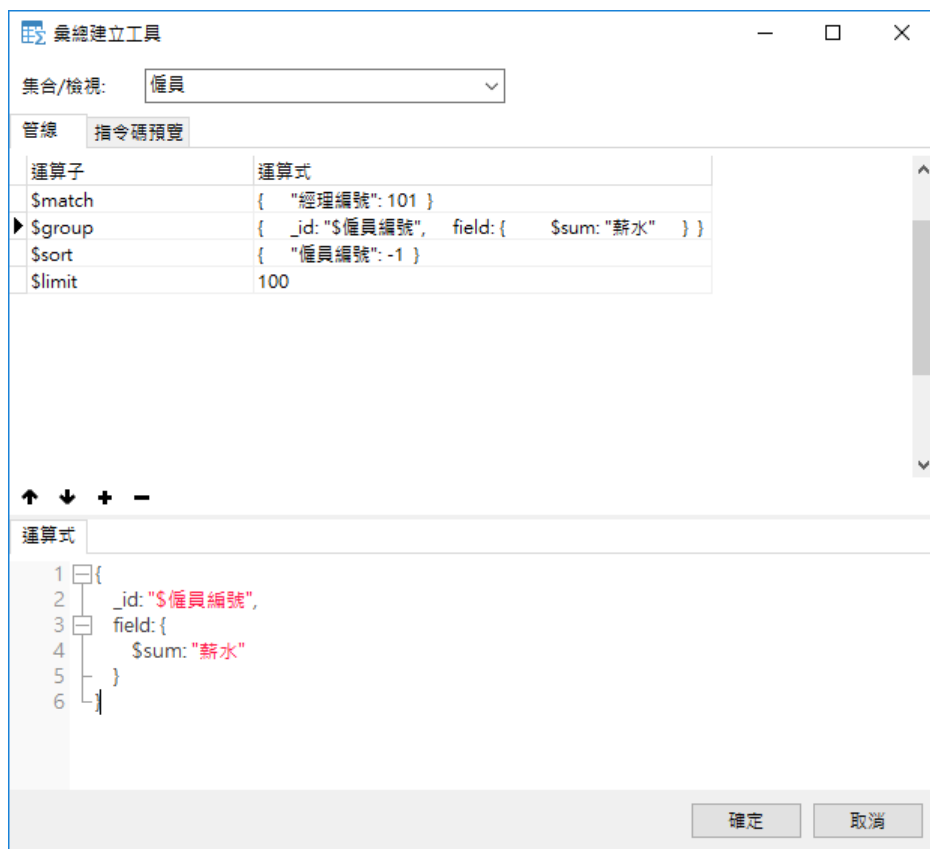 彙總建立工具
集合/檢視: 僱員
管線 指令碼預覽
運算子 運算式
$match { "經理編號": 101 }
$group { _id: "$僱員編號", field: { $sum: "薪水" } }
$sort { "僱員編號": -1 }
$limit 100
運算式
1 {
2 _id: "$僱員編號",
3 field: {
4 $sum: "薪水"
5 }
6 }
確定 取消